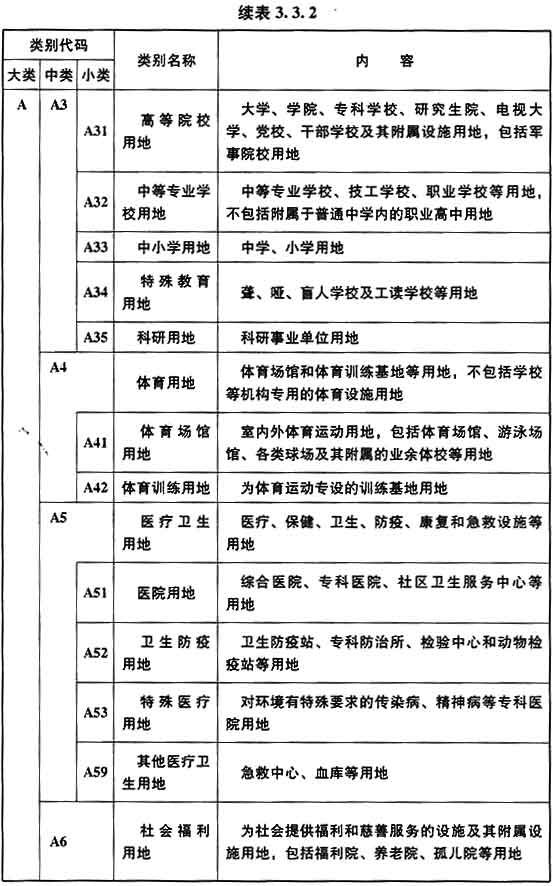 续表 3.3.2
类别代码
类别名称
内 容
大类 中类 小类
A A3
A31
高等院校
用地
大学、学院、专科学校、研究生院、电视大
学、党校、干部学校及其附属设施用地，包括军
事院校用地
A32
中等专业学
校用地
中等专业学校、技工学校、职业学校等用地，
不包括附属于普通中学内的职业高中用地
A33 中小学用地 中学、小学用地
A34
特殊教育
用地
聋、哑、盲人学校及工读学校等用地
A35 科研用地 科研事业单位用地
A4
体育用地
体育场馆和体育训练基地等用地，不包括学校
等机构专用的体育设施用地
A41
体育场馆
用地
室内外体育运动用地，包括体育场馆、游泳场
馆、各类球场及其附属的业余体校等用地
A42 体育训练用地 为体育运动专设的训练基地用地
A5
医疗卫生
用地
医疗、保健、卫生、防疫、康复和急救设施等
用地
A51
医院用地
综合医院、专科医院、社区卫生服务中心等
用地
A52
卫生防疫
用地
卫生防疫站、专科防治所、检验中心和动物检
疫站等用地
A53
特殊医疗
用地
对环境有特殊要求的传染病、精神病等专科医
院用地
A59
其他医疗卫
生用地
急救中心、血库等用地
A6
社会福利
用地
为社会提供福利和慈善服务的设施及其附属设
施用地，包括福利院、养老院、孤儿院等用地